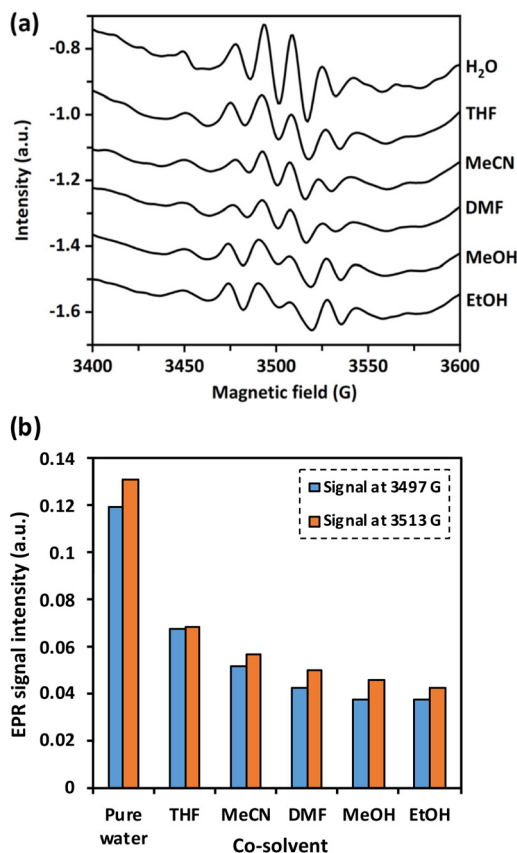 (a)
-0.8
-1.0
-1.2
-1.4
-1.6
Intensity (a.u.)
H2O
THF
MeCN
DMF
MeOH
EtOH
3400 3450 3500 3550 3600
Magnetic field (G)
(b)
0.14
0.12
0.1
0.08
0.06
0.04
0.02
0
EPR signal intensity (a.u.)
Signal at 3497 G
Signal at 3513 G
Pure water THF MeCN DMF MeOH EtOH
Co-solvent